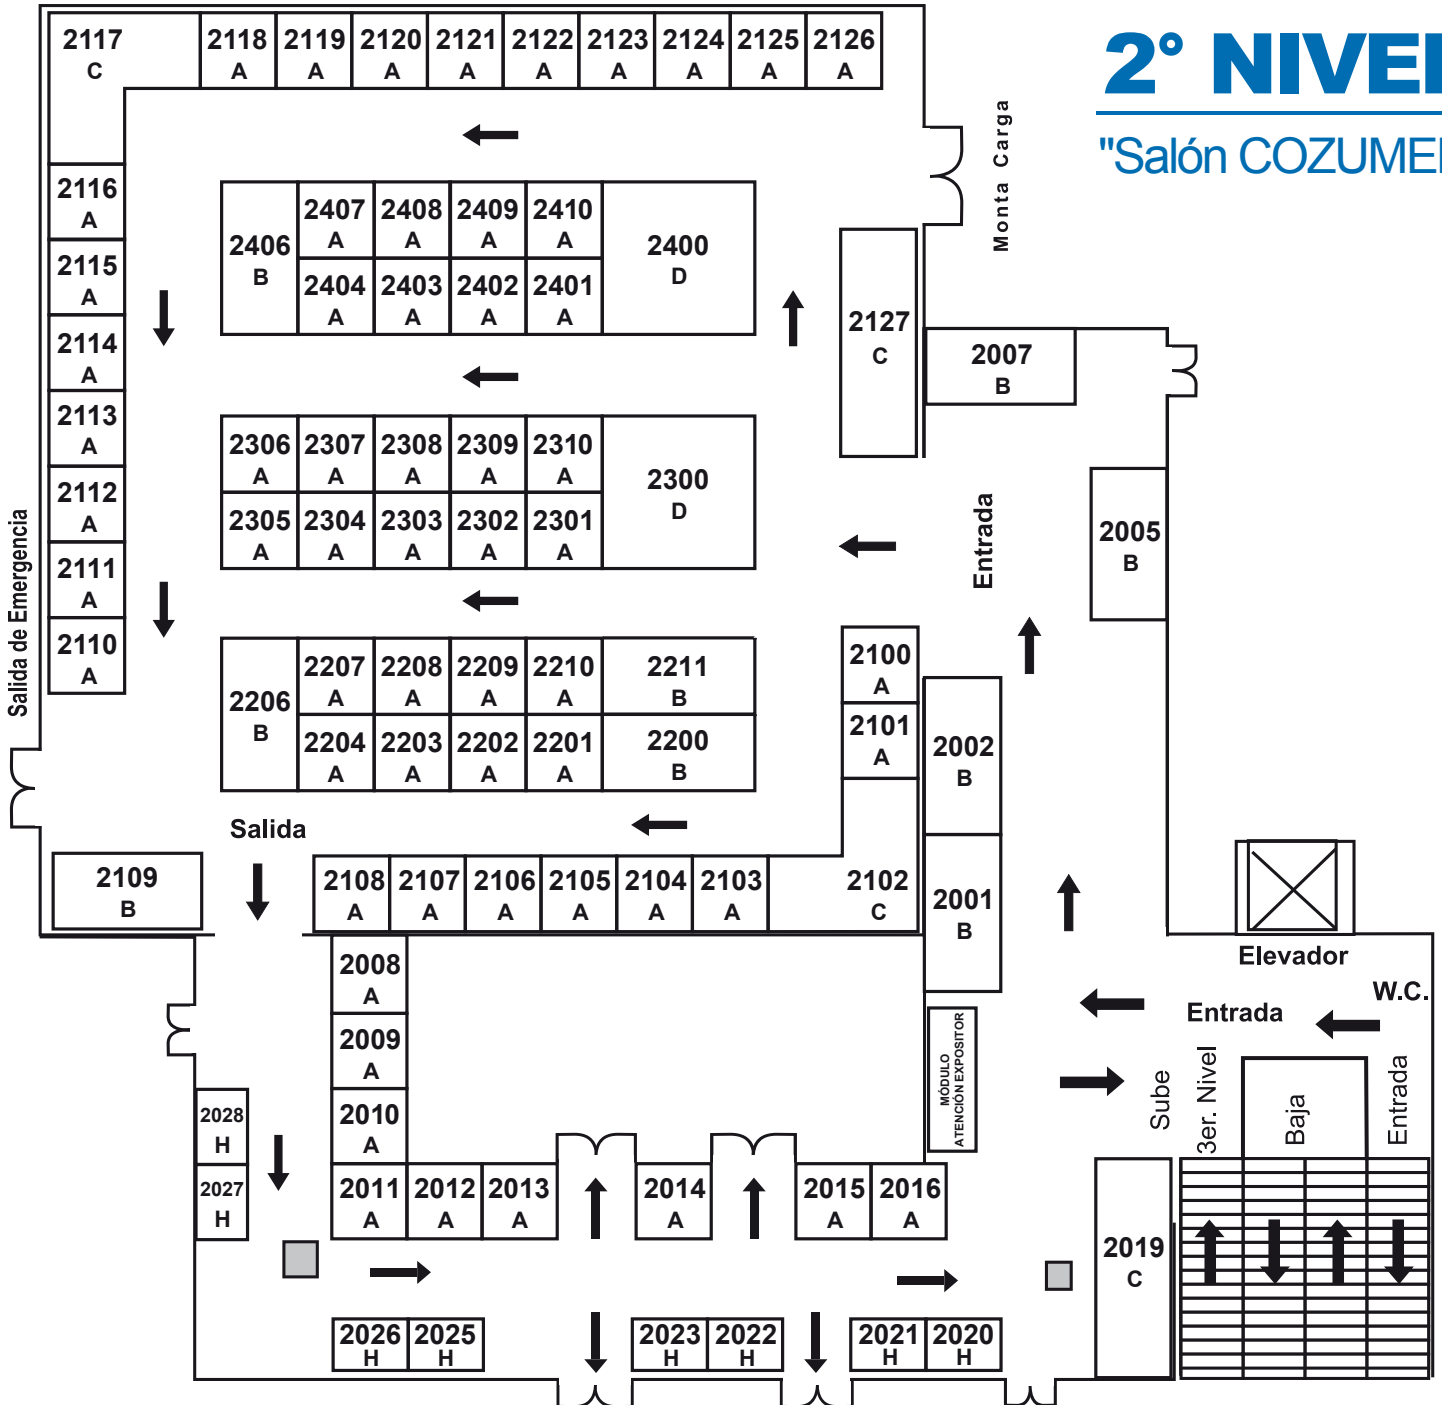 2° NIVEL
"Salón COZUMEL
2117
C
2118
A
2119
A
2120
A
2121
A
2122
A
2123
A
2124
A
2125
A
2126
A
Monta Carga
2116
A
2115
A
2114
A
2113
A
2112
A
2111
A
2110
A
Salida de Emergencia
2406
B
2407
A
2408
A
2409
A
2410
A
2400
D
2404
A
2403
A
2402
A
2401
A
2127
C
2007
B
2306
A
2307
A
2308
A
2309
A
2310
A
2300
D
2305
A
2304
A
2303
A
2302
A
2301
A
Entrada
2005
B
2206
B
2207
A
2208
A
2209
A
2210
A
2211
B
2204
A
2203
A
2202
A
2201
A
2200
B
2100
A
2101
A
2002
B
2001
B
Salida
2109
B
2108
A
2107
A
2106
A
2105
A
2104
A
2103
A
2102
C
Elevador
W.C.
Entrada
2008
A
2009
A
2010
A
MÓDULO
ATENCIÓN EXPOSITOR
Sube
3er. Nivel
Baja
Entrada
2028
H
2027
H
2011
A
2012
A
2013
A
2014
A
2015
A
2016
A
2019
C
2026
H
2025
H
2023
H
2022
H
2021
H
2020
H